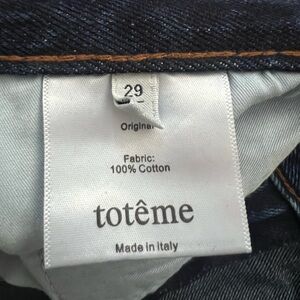 29
Original
Fabric:
100% Cotton
totême
Made in Italy